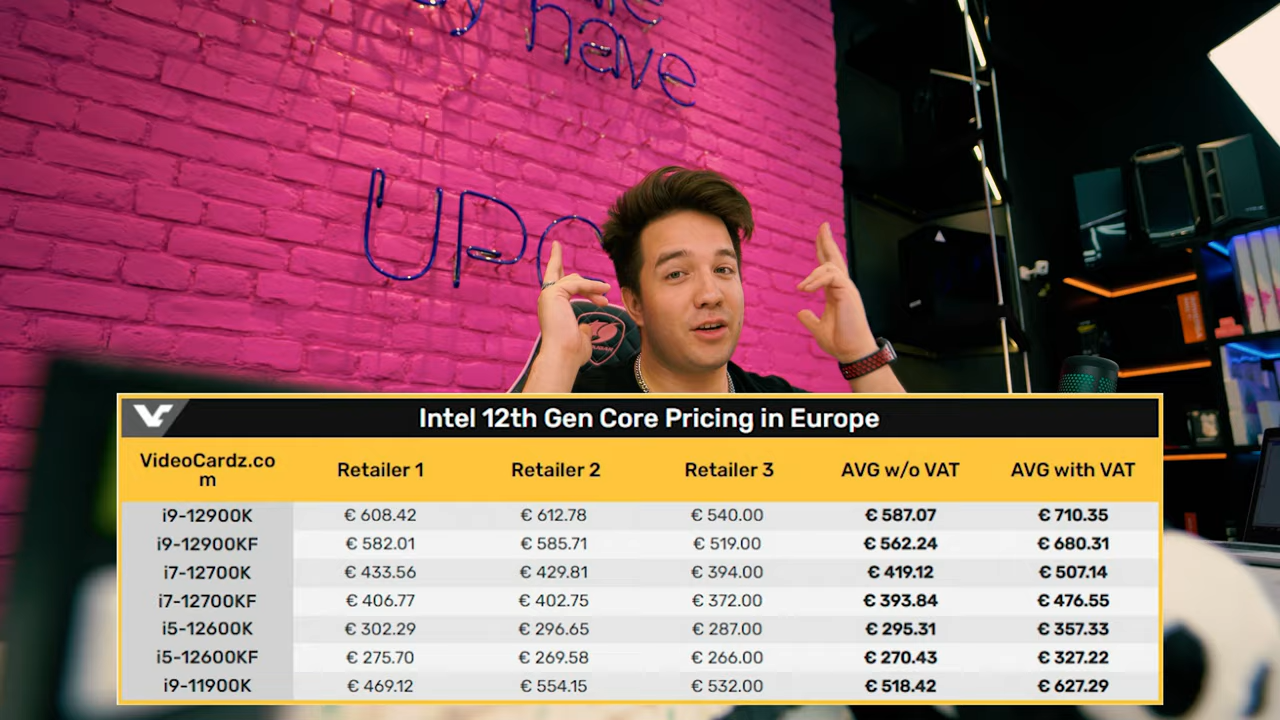 have
UPG
Intel 12th Gen Core Pricing in Europe
VideoCardz.co
m
Retailer 1 Retailer 2 Retailer 3 AVG w/o VAT AVG with VAT
i9-12900K € 608.42 € 612.78 € 540.00 € 587.07 € 710.35
i9-12900KF € 582.01 € 585.71 € 519.00 € 562.24 € 680.31
i7-12700K € 433.56 € 429.81 € 394.00 € 419.12 € 507.14
i7-12700KF € 406.77 € 402.75 € 372.00 € 393.84 € 476.55
i5-12600K € 302.29 € 296.65 € 287.00 € 295.31 € 357.33
i5-12600KF € 275.70 € 269.58 € 266.00 € 270.43 € 327.22
i9-11900K € 469.12 € 554.15 € 532.00 € 518.42 € 627.29